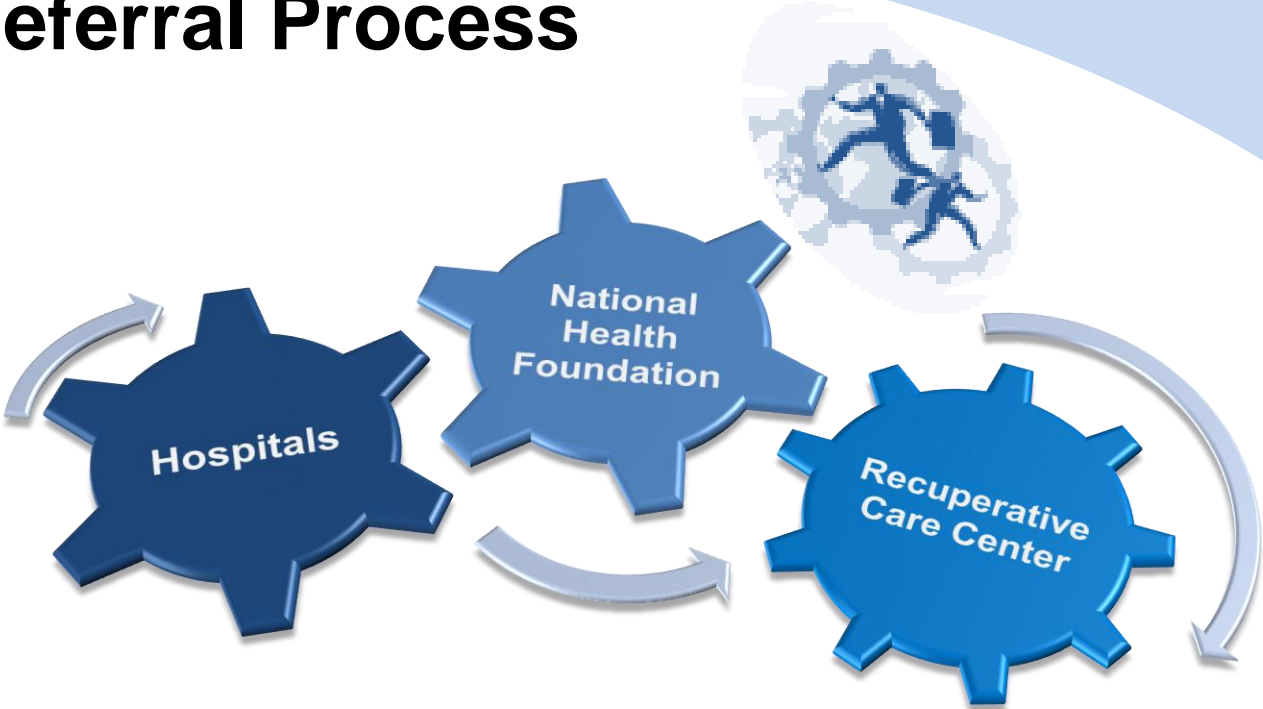 eferral Process
National
Health
Foundation
Hospitals
Recuperative
Care Center